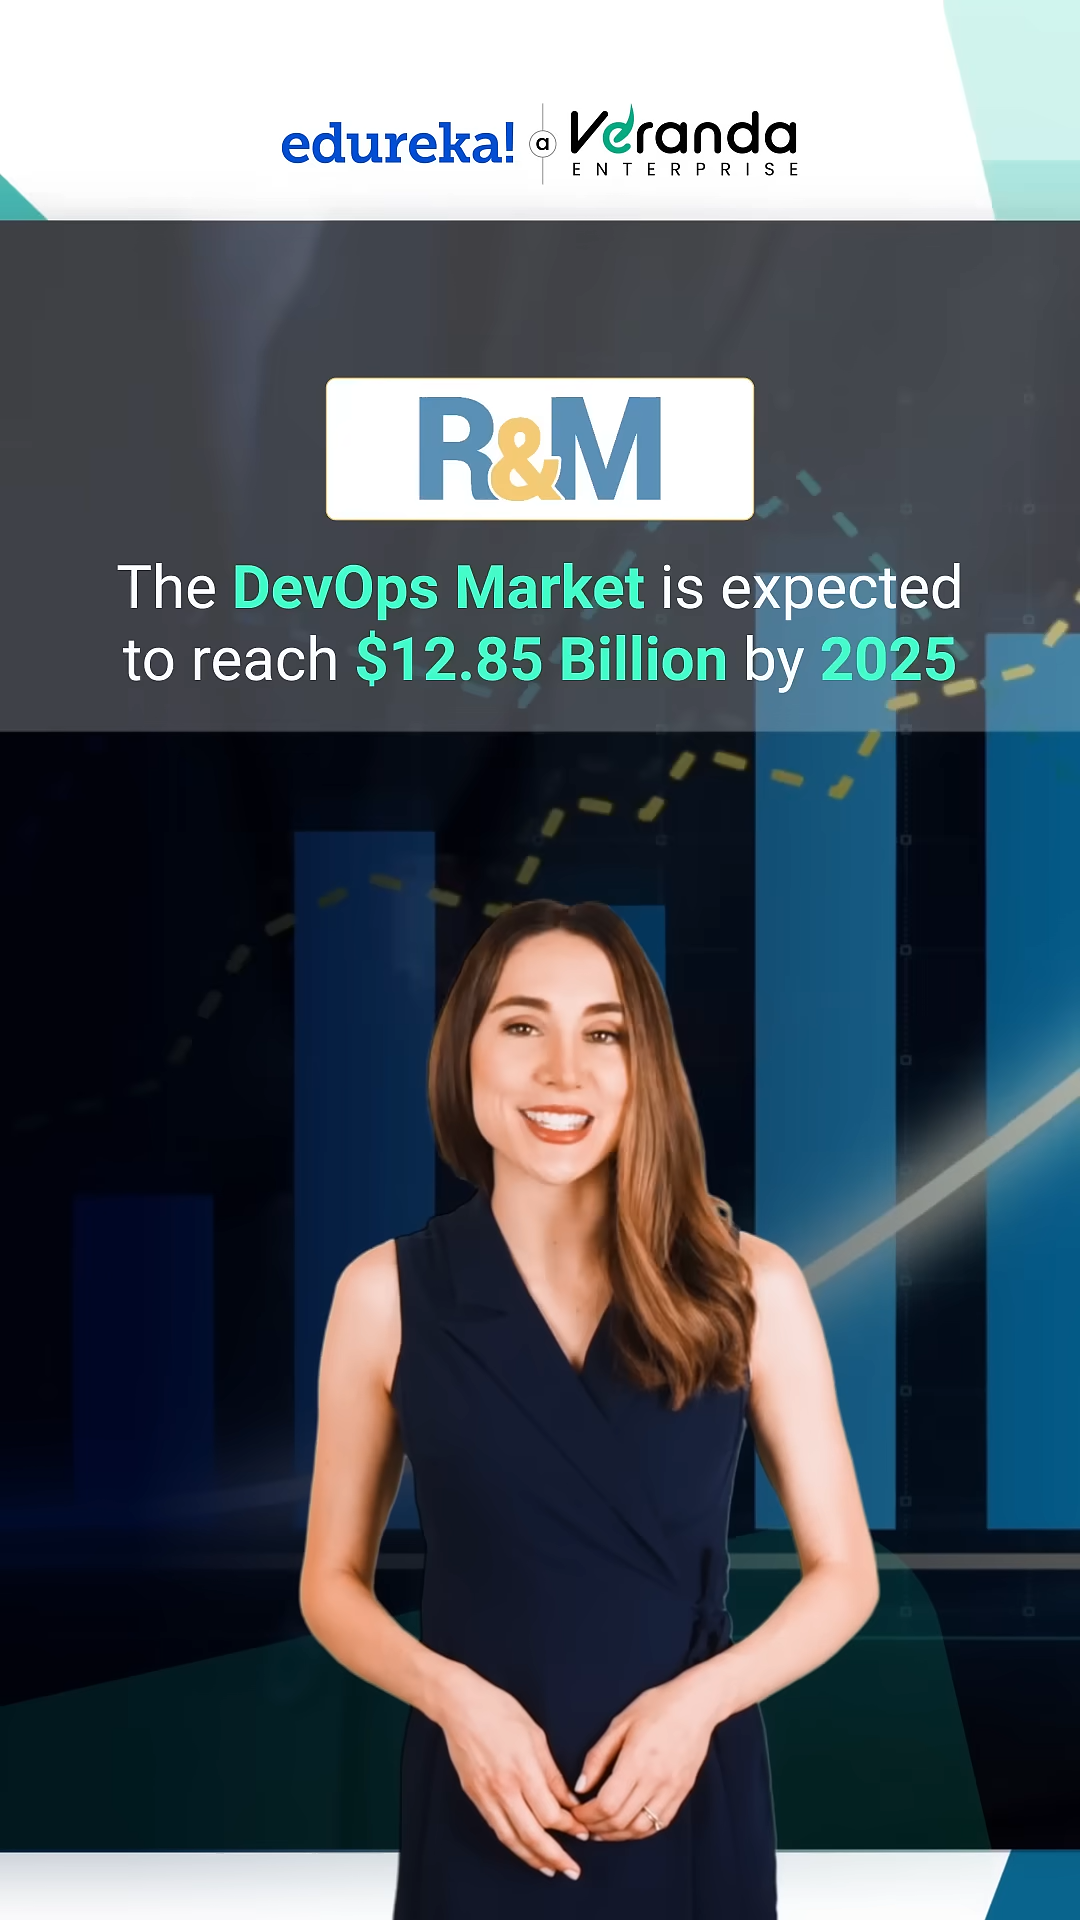 edureka! a Veranda
ENTERPRISE
R&M
The DevOps Market is expected
to reach $12.85 Billion by 2025